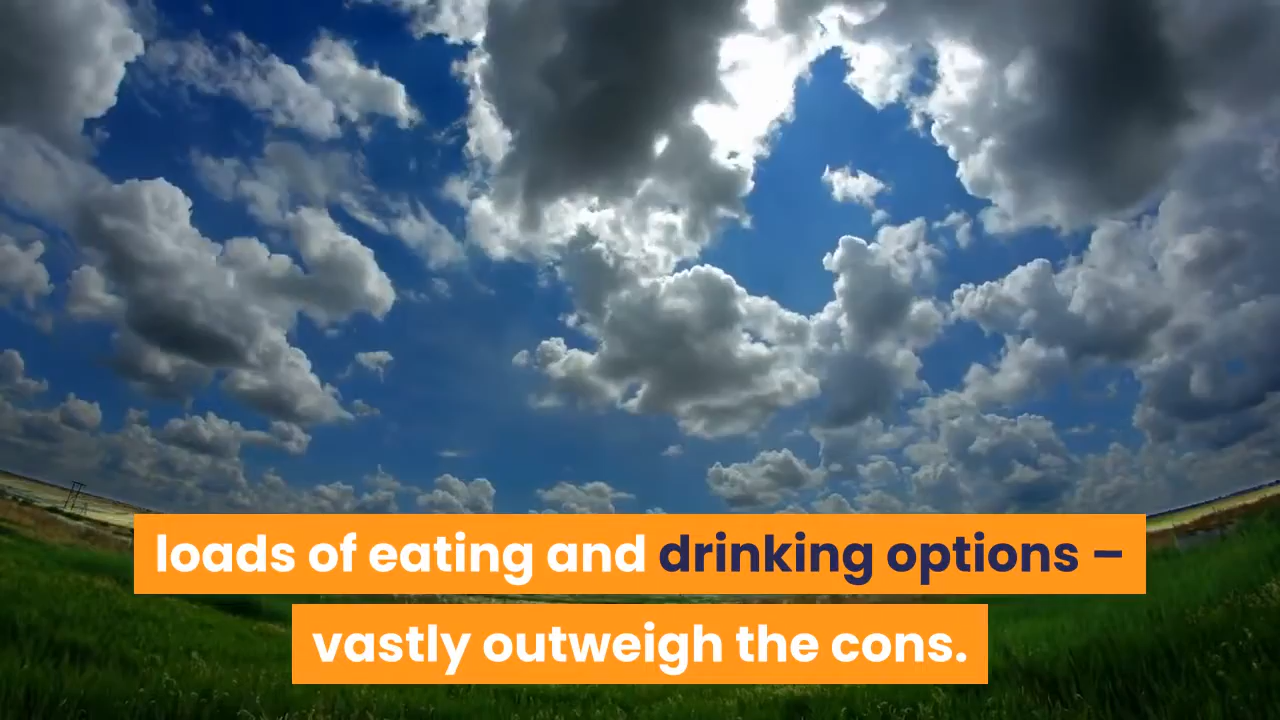 loads of eating and drinking options –
vastly outweigh the cons.